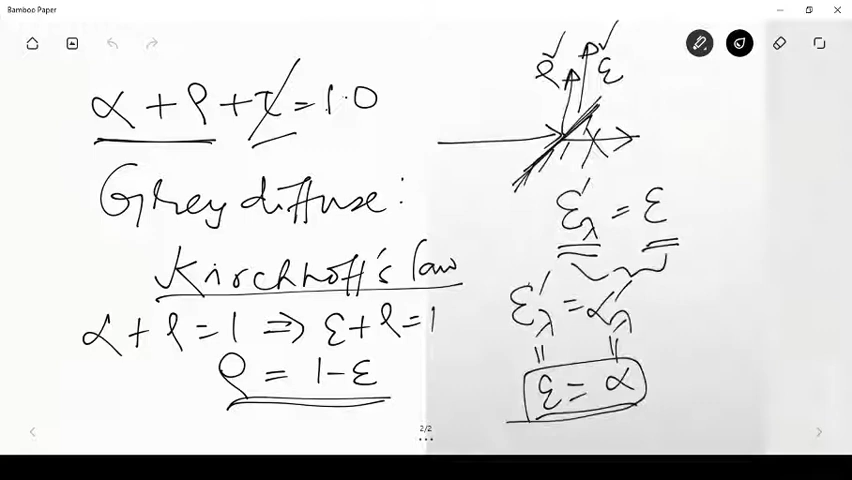 Bamboo Paper
α + ρ + τ = 1.0
Grey diffuse:
Kirchhoff's law
α + ρ = 1 ⇒ ε + ρ = 1
ρ = 1 - ε
ρ ε
ε'λ = ε
ε'λ = α'λ
॥ ॥
ε = α
2/2